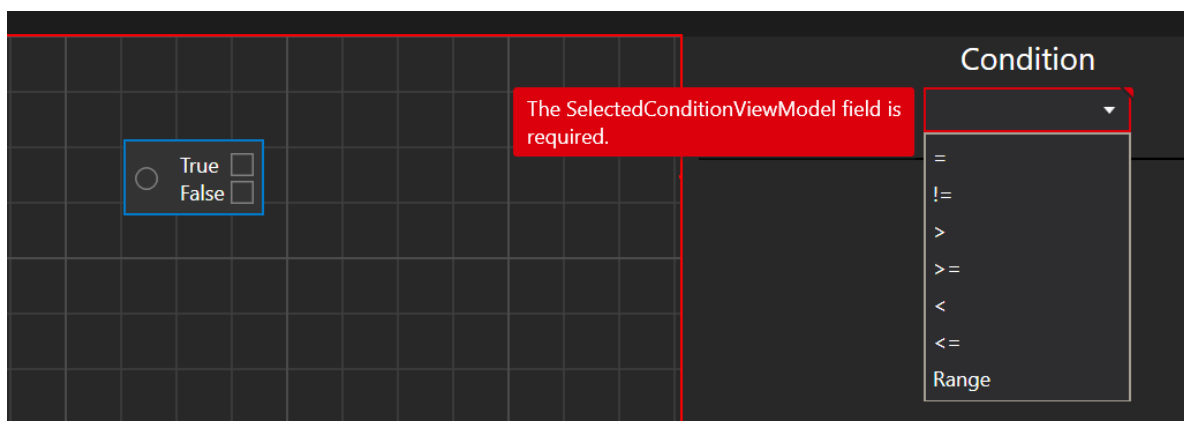 Condition
The SelectedConditionViewModel field is
required.
True
False
=
!=
>
>=
<
<=
Range